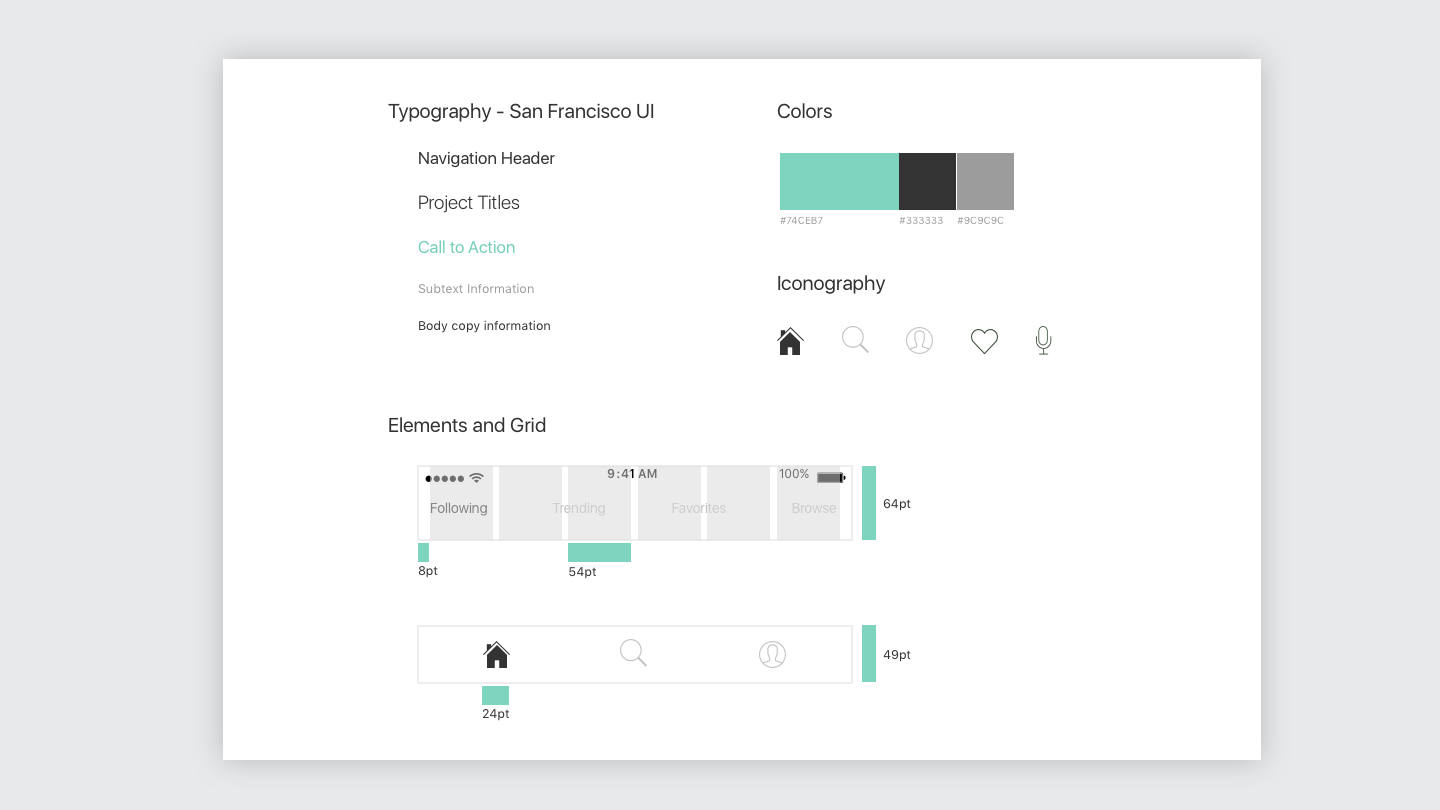 Typography - San Francisco UI
Navigation Header
Project Titles
Call to Action
Subtext Information
Body copy information
Colors
#74CEB7 #333333 #9C9C9C
Iconography
Elements and Grid
9:41 AM 100%
Following Trending Favorites Browse
64pt
8pt 54pt
49pt
24pt